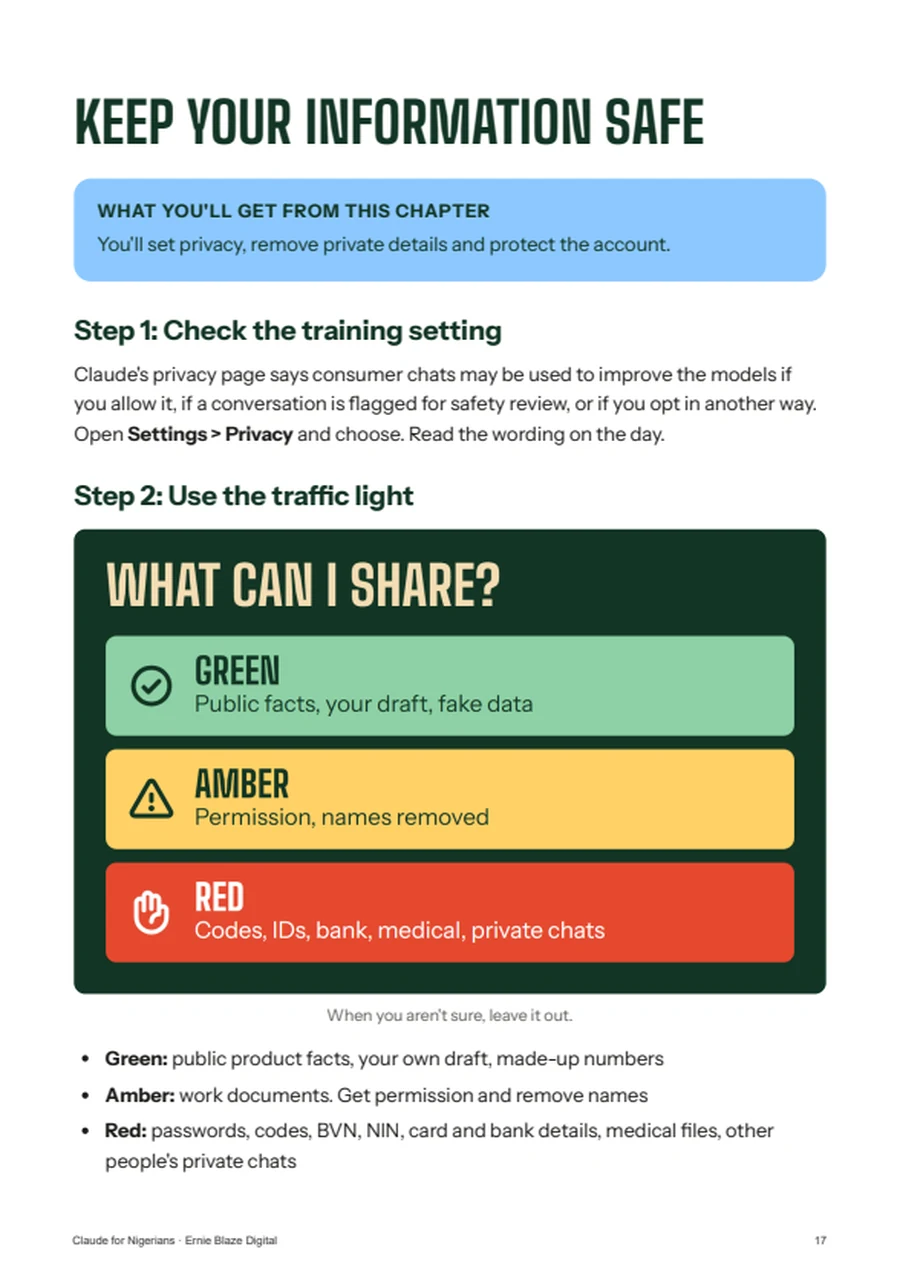 KEEP YOUR INFORMATION SAFE
WHAT YOU'LL GET FROM THIS CHAPTER
You'll set privacy, remove private details and protect the account.
Step 1: Check the training setting
Claude's privacy page says consumer chats may be used to improve the models if
you allow it, if a conversation is flagged for safety review, or if you opt in another way.
Open Settings > Privacy and choose. Read the wording on the day.
Step 2: Use the traffic light
WHAT CAN I SHARE?
GREEN
Public facts, your draft, fake data
AMBER
Permission, names removed
RED
Codes, IDs, bank, medical, private chats
When you aren't sure, leave it out.
• Green: public product facts, your own draft, made-up numbers
• Amber: work documents. Get permission and remove names
• Red: passwords, codes, BVN, NIN, card and bank details, medical files, other
people's private chats
Claude for Nigerians · Ernie Blaze Digital
17